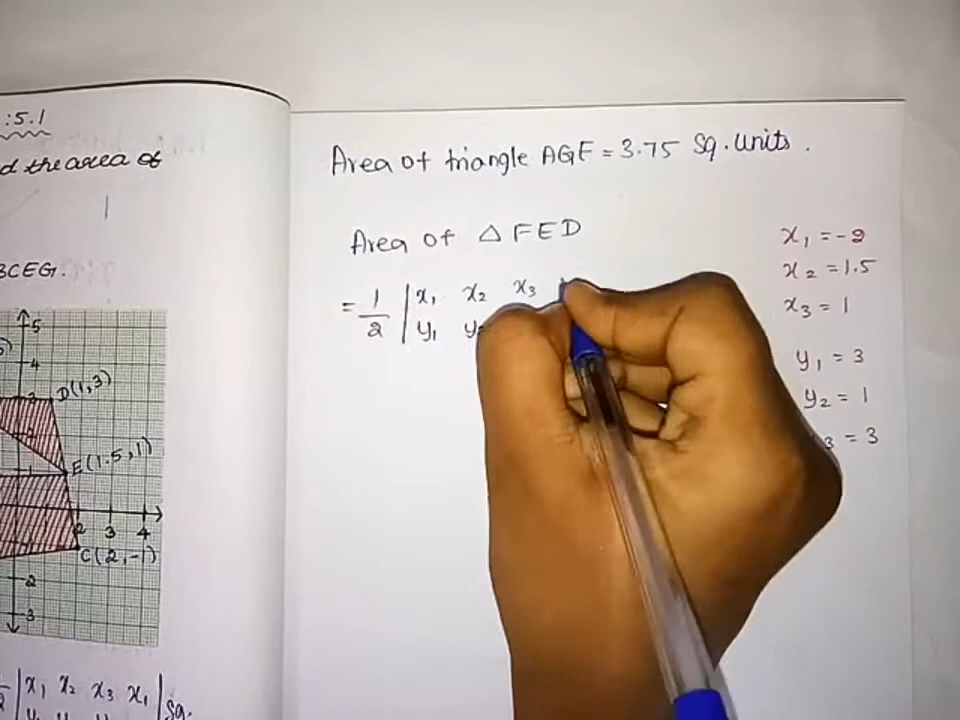 :5.1
d the area of
BCEG.
5
4
D(1,3)
E(1.5,1)
2 3 4
C(2,-1)
2
3
x₁ x₂ x₃ x₁ Sq.
Area of triangle AGF = 3.75 Sq.units.
Area of △ FED
= 1/2 | x₁ x₂ x₃
y₁
x₁ = -2
x₂ = 1.5
x₃ = 1
y₁ = 3
y₂ = 1
3 = 3